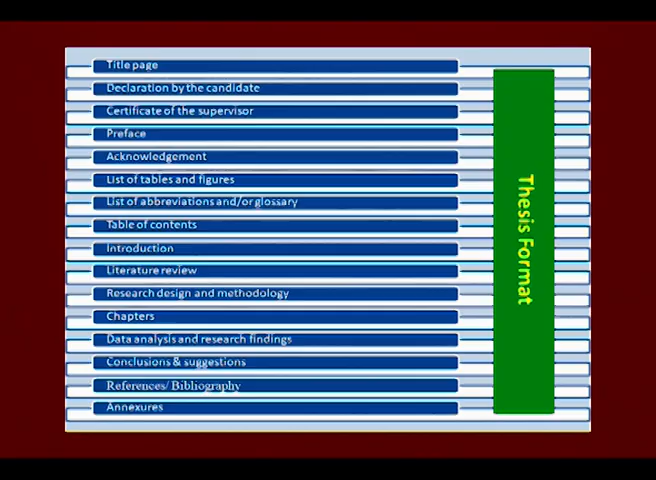 Title page
Declaration by the candidate
Certificate of the supervisor
Preface
Acknowledgement
List of tables and figures
List of abbreviations and/or glossary
Table of contents
Introduction
Literature review
Research design and methodology
Chapters
Data analysis and research findings
Conclusions & suggestions
References/ Bibliography
Annexures
Thesis Format